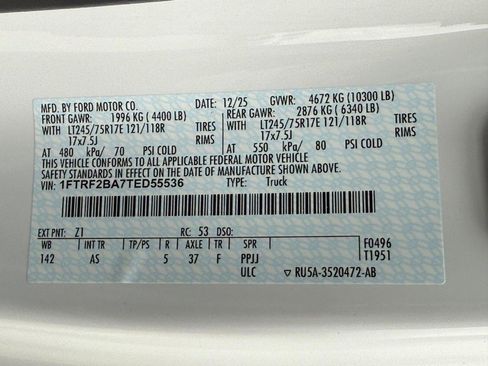 MFD. BY FORD MOTOR CO. DATE: 12/25 GVWR: 4672 KG (10300 LB)
FRONT GAWR: 1996 KG ( 4400 LB) REAR GAWR: 2876 KG ( 6340 LB)
WITH LT245/75R17E 121/118R TIRES WITH LT245/75R17E 121/118R TIRES
17x7.5J RIMS 17x7.5J RIMS
AT 480 kPa/ 70 PSI COLD AT 550 kPa/ 80 PSI COLD
THIS VEHICLE CONFORMS TO ALL APPLICABLE FEDERAL MOTOR VEHICLE
SAFETY STANDARDS IN EFFECT ON THE DATE OF MANUFACTURE SHOWN ABOVE.
VIN: 1FTRF2BA7TED55536 TYPE: Truck
EXT PNT: Z1 RC: 53 DSO:
WB INT TR TP/PS R AXLE TR SPR F0496
142 AS 5 37 F PPJJ T1951
ULC RU5A-3520472-AB